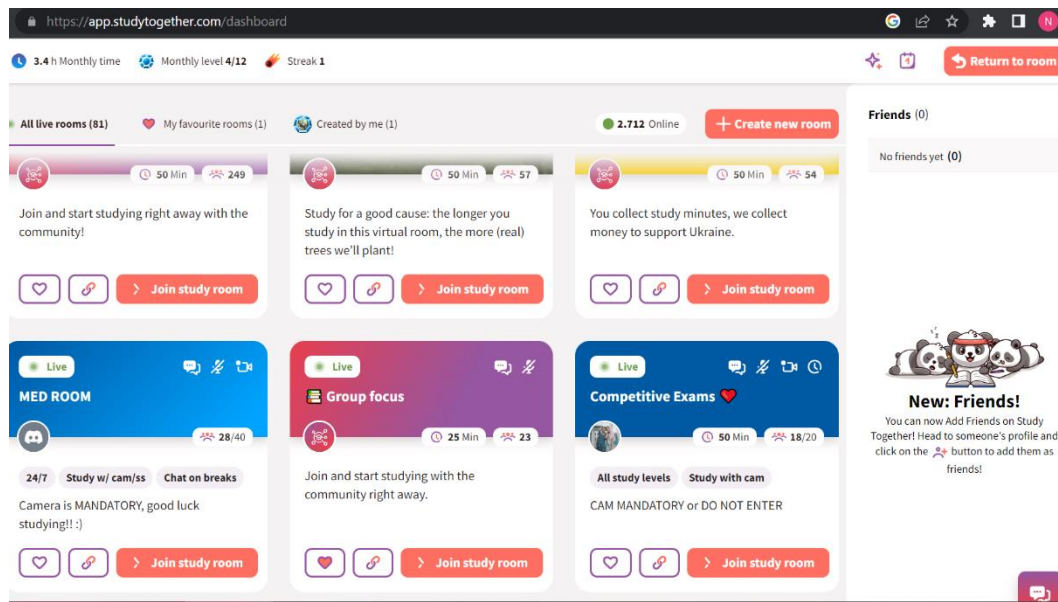 https://app.studytogether.com/dashboard
N
3.4 h Monthly time
Monthly level 4/12
Streak 1
Return to room
All live rooms (81)
My favourite rooms (1)
Created by me (1)
2.712 Online
+ Create new room
50 Min
249
Join and start studying right away with the
community!
Join study room
50 Min
57
Study for a good cause: the longer you
study in this virtual room, the more (real)
trees we'll plant!
Join study room
50 Min
54
You collect study minutes, we collect
money to support Ukraine.
Join study room
Live
MED ROOM
28/40
24/7
Study w/ cam/ss
Chat on breaks
Camera is MANDATORY, good luck
studying!! :)
Join study room
Live
Group focus
25 Min
23
Join and start studying with the
community right away.
Join study room
Live
Competitive Exams
50 Min
18/20
All study levels
Study with cam
CAM MANDATORY or DO NOT ENTER
Join study room
Friends (0)
No friends yet (0)
New: Friends!
You can now Add Friends on Study
Together! Head to someone's profile and
click on the button to add them as
friends!